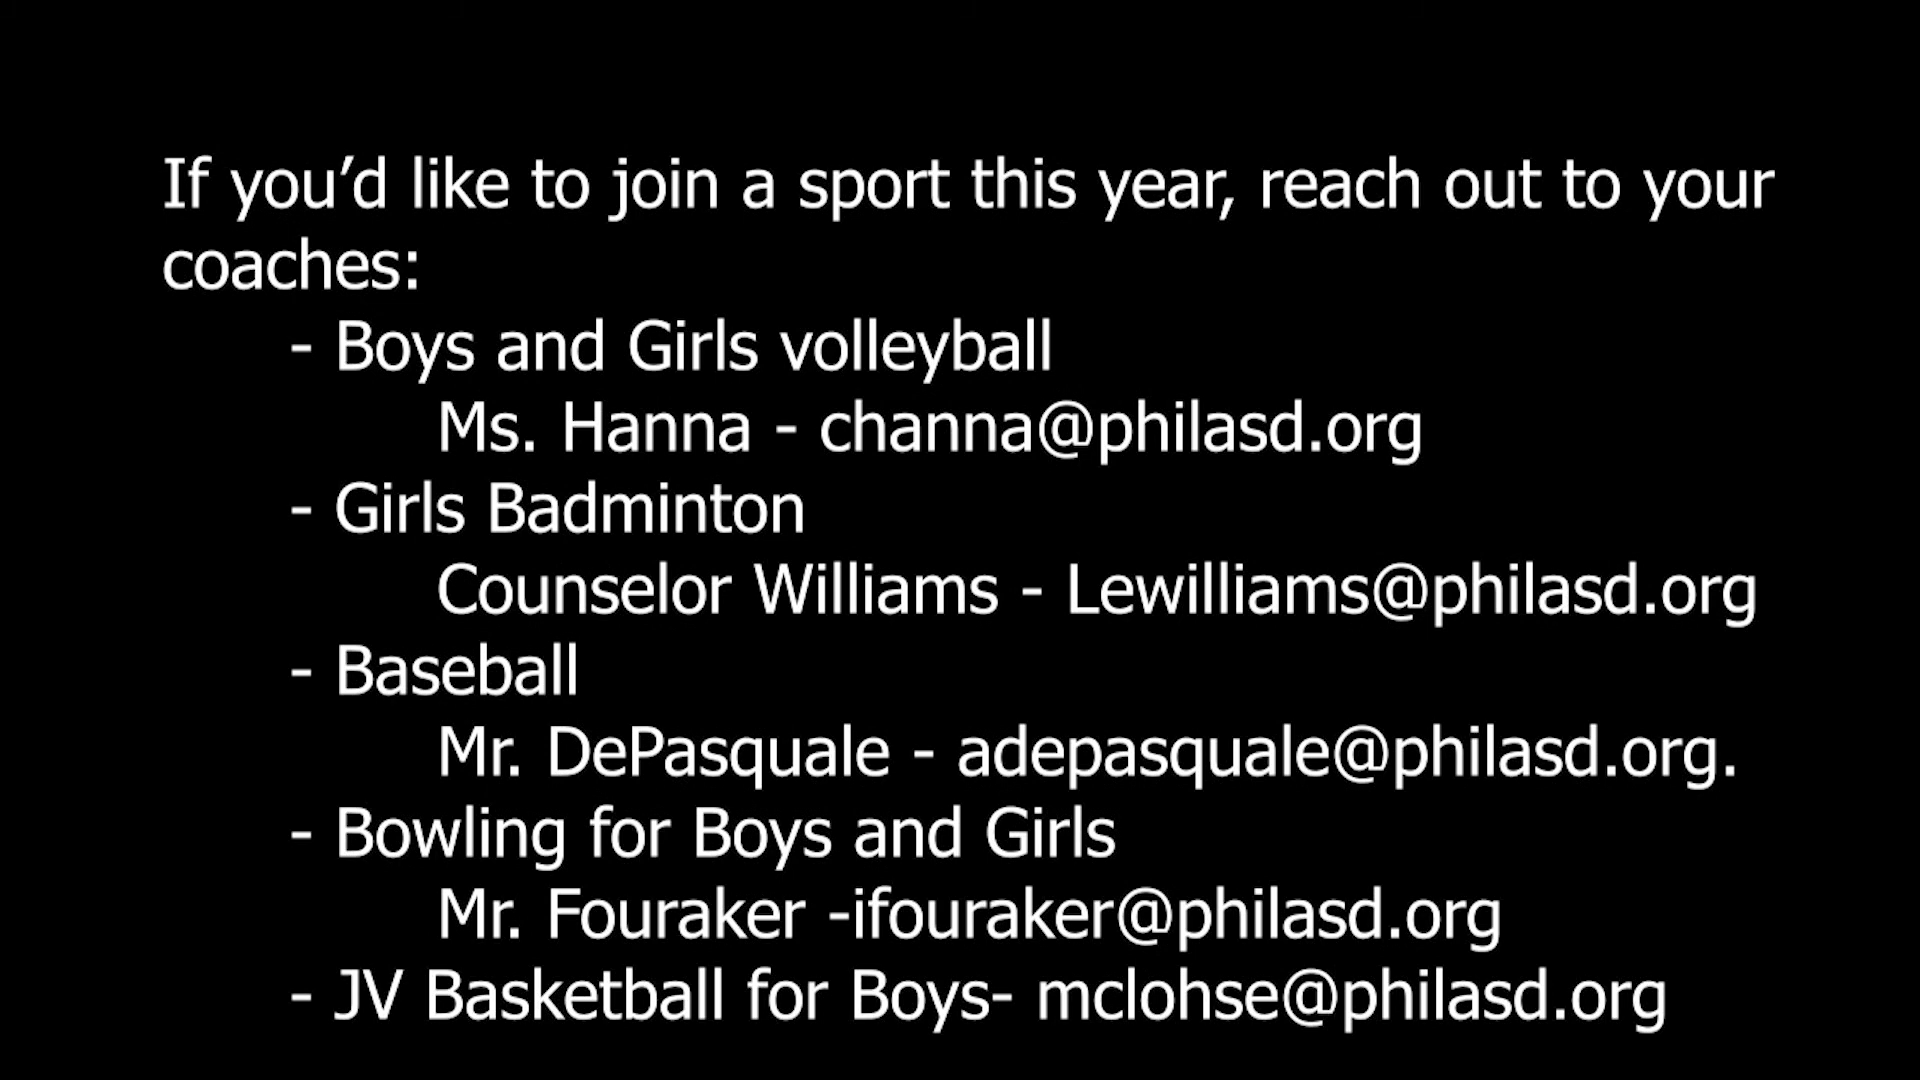 If you’d like to join a sport this year, reach out to your
coaches:
- Boys and Girls volleyball
Ms. Hanna - channa@philasd.org
- Girls Badminton
Counselor Williams - Lewilliams@philasd.org
- Baseball
Mr. DePasquale - adepasquale@philasd.org.
- Bowling for Boys and Girls
Mr. Fouraker -ifouraker@philasd.org
- JV Basketball for Boys- mclohse@philasd.org